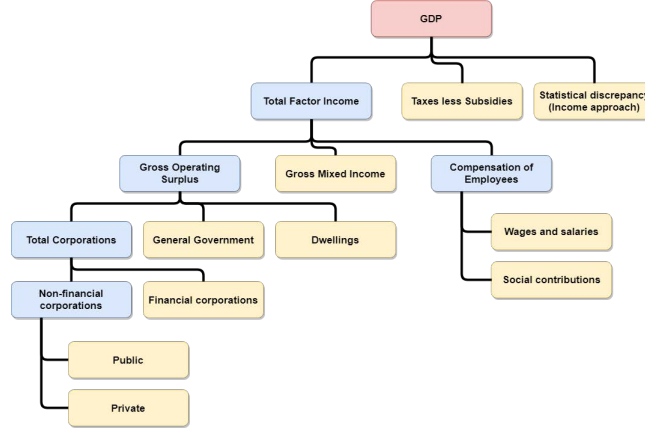 GDP
Total Factor Income
Taxes less Subsidies
Statistical discrepancy
(Income approach)
Gross Operating
Surplus
Gross Mixed Income
Compensation of
Employees
Total Corporations
General Government
Dwellings
Wages and salaries
Social contributions
Non-financial
corporations
Financial corporations
Public
Private